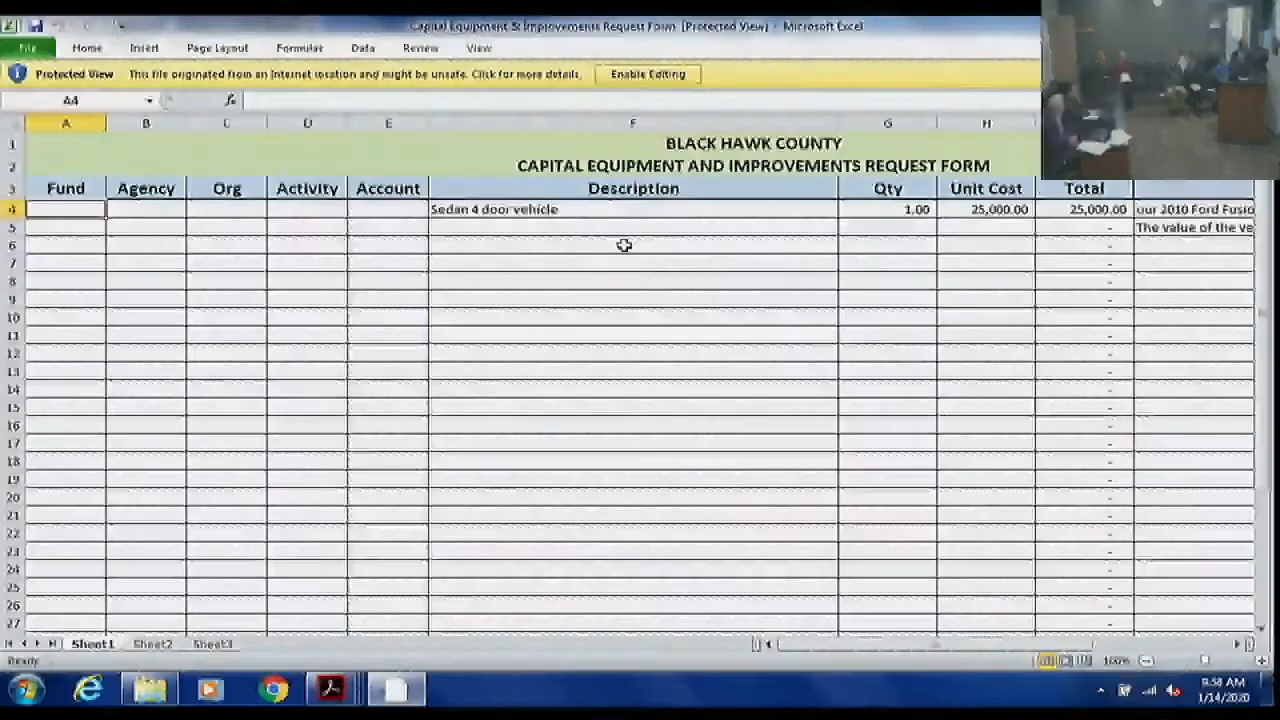 Capital Equipment & Improvements Request Form [Protected View] - Microsoft Excel
File Home Insert Page Layout Formulas Data Review View
Protected View This file originated from an Internet location and might be unsafe. Click for more details. Enable Editing
A4 fx
A B C D E F G H
1 BLACK HAWK COUNTY
2 CAPITAL EQUIPMENT AND IMPROVEMENTS REQUEST FORM
3 Fund Agency Org Activity Account Description Qty Unit Cost Total
4 Sedan 4 door vehicle 1.00 25,000.00 25,000.00 our 2010 Ford Fusio
5 - The value of the ve
6 -
7 -
8 -
9 -
10 -
11 -
12 -
13 -
14 -
15 -
16 -
17 -
18 -
19 -
20 -
21 -
22 -
23 -
24 -
25 -
26 -
27 -
Sheet1 Sheet2 Sheet3
Ready 100%
9:58 AM
1/14/2020